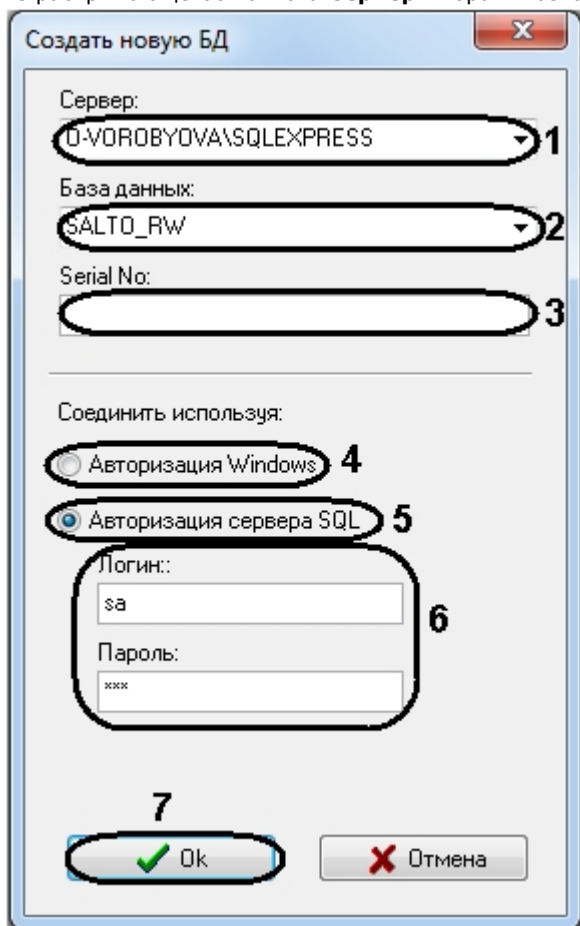 Создать новую БД
Сервер:
O-VOROBYOVA\SQLEXPRESS 1
База данных:
SALTO_RW 2
Serial No:
3
Соединить используя:
Авторизация Windows 4
Авторизация сервера SQL 5
Логин::
sa
6
Пароль:
***
7
Ok
Отмена